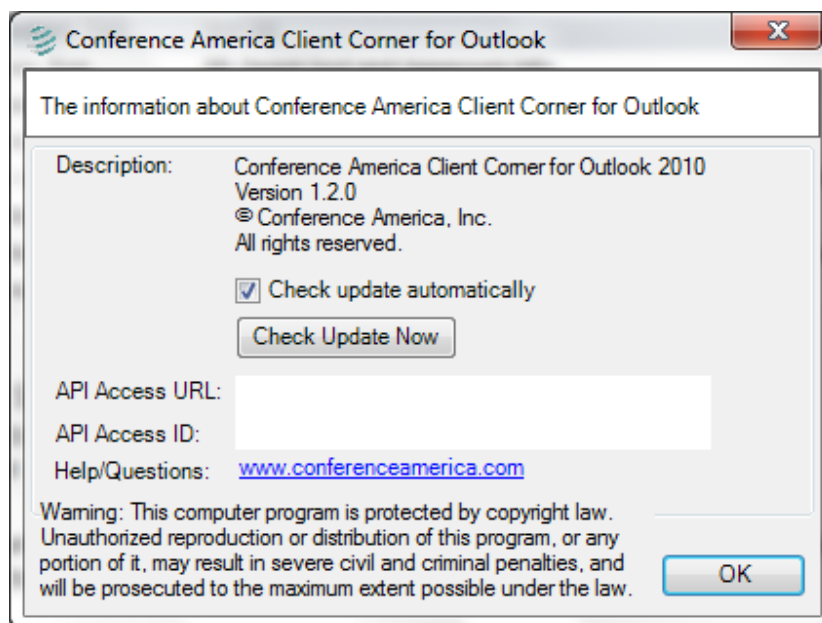 Conference America Client Corner for Outlook
The information about Conference America Client Corner for Outlook
Description:
Conference America Client Corner for Outlook 2010
Version 1.2.0
© Conference America, Inc.
All rights reserved.
Check update automatically
Check Update Now
API Access URL:
API Access ID:
Help/Questions: www.conferenceamerica.com
Warning: This computer program is protected by copyright law.
Unauthorized reproduction or distribution of this program, or any
portion of it, may result in severe civil and criminal penalties, and
will be prosecuted to the maximum extent possible under the law.
OK